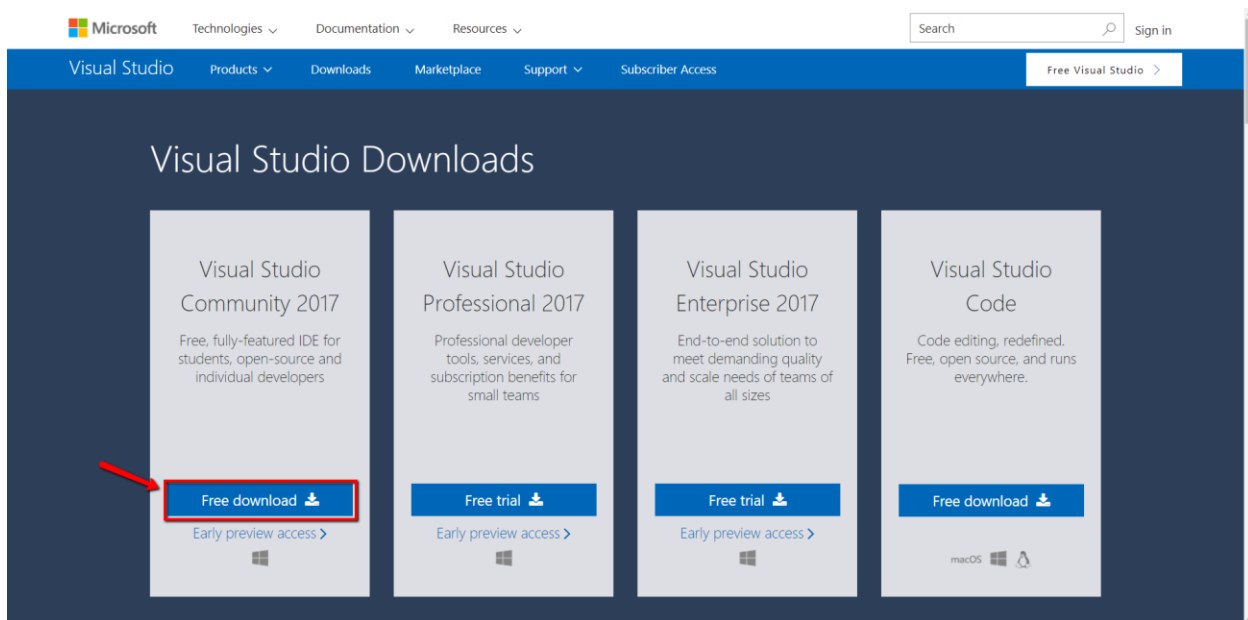 Microsoft Technologies Documentation Resources Search Sign in
Visual Studio Products Downloads Marketplace Support Subscriber Access Free Visual Studio
Visual Studio Downloads
Visual Studio
Community 2017
Free, fully-featured IDE for
students, open-source and
individual developers
Free download
Early preview access
Visual Studio
Professional 2017
Professional developer
tools, services, and
subscription benefits for
small teams
Free trial
Early preview access
Visual Studio
Enterprise 2017
End-to-end solution to
meet demanding quality
and scale needs of teams of
all sizes
Free trial
Early preview access
Visual Studio
Code
Code editing, redefined.
Free, open source, and runs
everywhere.
Free download
macOS